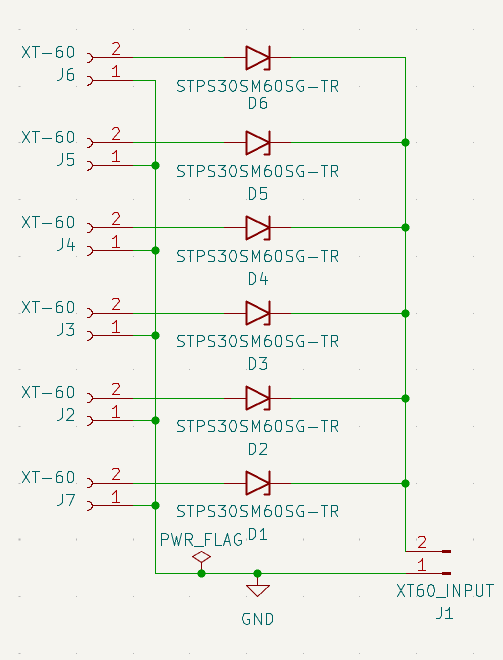 XT-60 2
J6 1
STPS30SM60SG-TR
D6
XT-60 2
J5 1
STPS30SM60SG-TR
D5
XT-60 2
J4 1
STPS30SM60SG-TR
D4
XT-60 2
J3 1
STPS30SM60SG-TR
D3
XT-60 2
J2 1
STPS30SM60SG-TR
D2
XT-60 2
J7 1
STPS30SM60SG-TR
D1
PWR_FLAG
2
1
XT60_INPUT
J1
GND